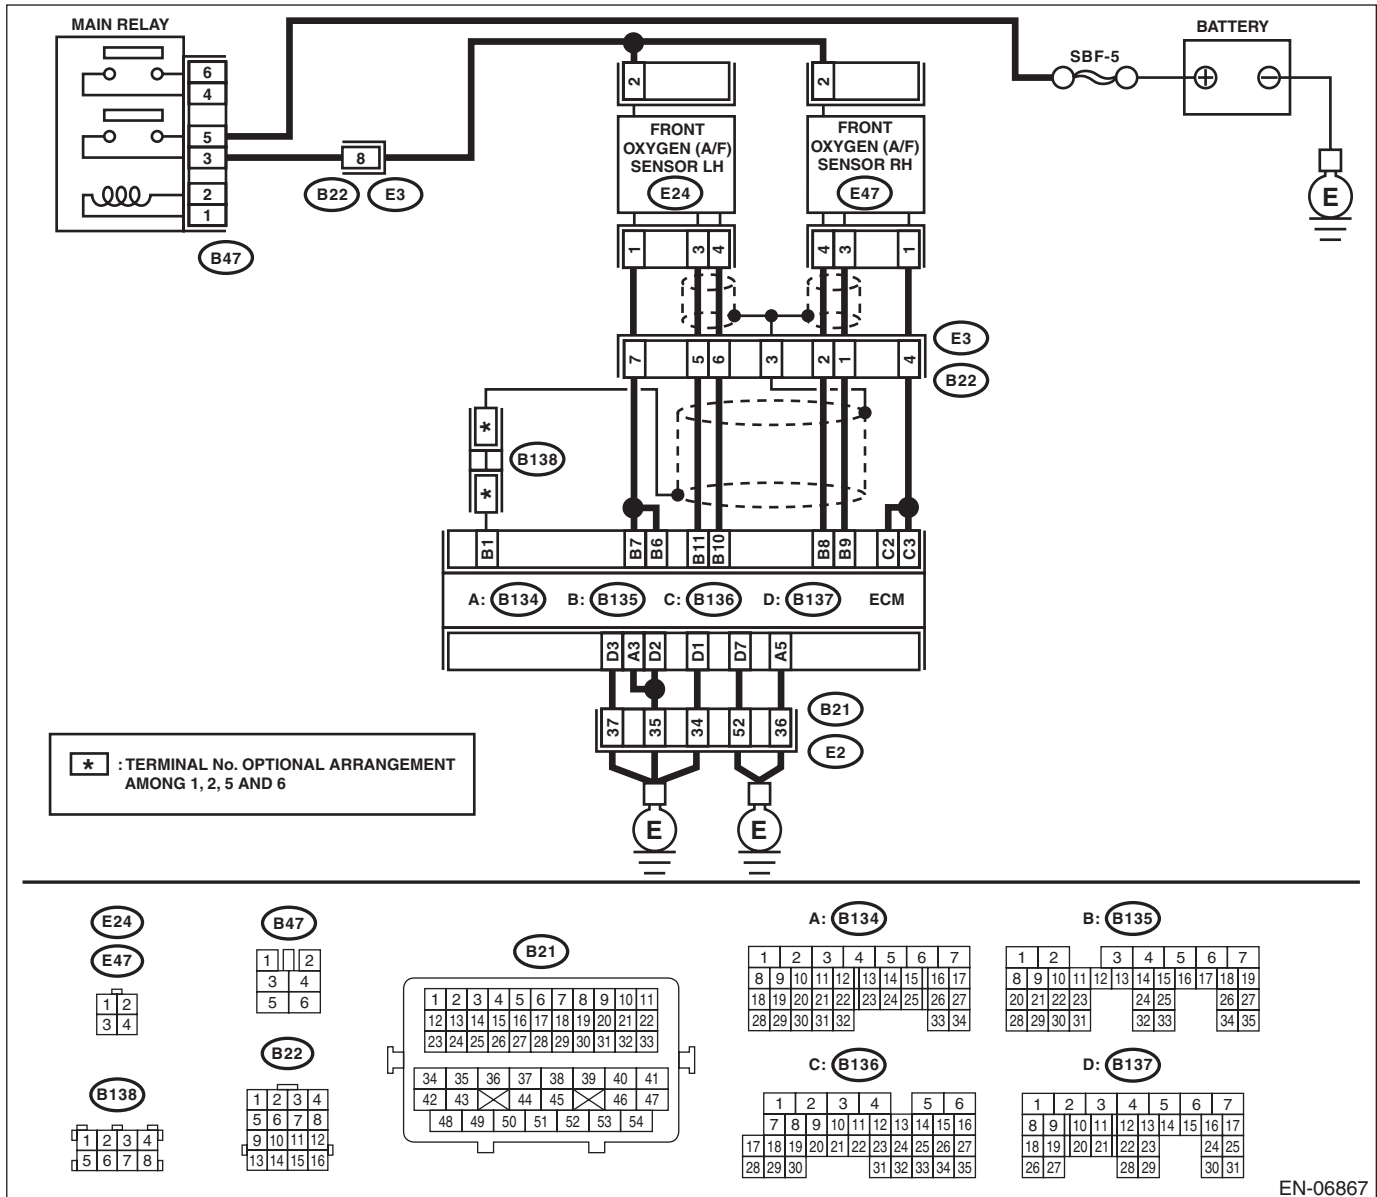 MAIN RELAY
BATTERY
SBF-5
6
4
5
3
2
1
8
B22 E3
B47
2 2
FRONT OXYGEN (A/F) SENSOR LH
E24
FRONT OXYGEN (A/F) SENSOR RH
E47
E
1 3 4 4 3 1
E3
7 5 6 3 2 1 4
B22
*
B138
*
B1 B7 B6 B11 B10 B8 B9 C2 C3
A: B134 B: B135 C: B136 D: B137 ECM
D3 A3 D2 D1 D7 A5
B21
37 35 34 52 36
E2
E E
* : TERMINAL No. OPTIONAL ARRANGEMENT
AMONG 1, 2, 5 AND 6
E24
E47
1 2
3 4
B138
1 2 3 4
5 6 7 8
B47
1 2
3 4
5 6
B22
1 2 3 4
5 6 7 8
9 10 11 12
13 14 15 16
B21
1 2 3 4 5 6 7 8 9 10 11
12 13 14 15 16 17 18 19 20 21 22
23 24 25 26 27 28 29 30 31 32 33
34 35 36 37 38 39 40 41
42 43 44 45 46 47
48 49 50 51 52 53 54
A: B134
1 2 3 4 5 6 7
8 9 10 11 12 13 14 15 16 17
18 19 20 21 22 23 24 25 26 27
28 29 30 31 32 33 34
B: B135
1 2 3 4 5 6 7
8 9 10 11 12 13 14 15 16 17 18 19
20 21 22 23 24 25 26 27
28 29 30 31 32 33 34 35
C: B136
1 2 3 4 5 6
7 8 9 10 11 12 13 14 15 16
17 18 19 20 21 22 23 24 25 26 27
28 29 30 31 32 33 34 35
D: B137
1 2 3 4 5 6 7
8 9 10 11 12 13 14 15 16 17
18 19 20 21 22 23 24 25
26 27 28 29 30 31
EN-06867